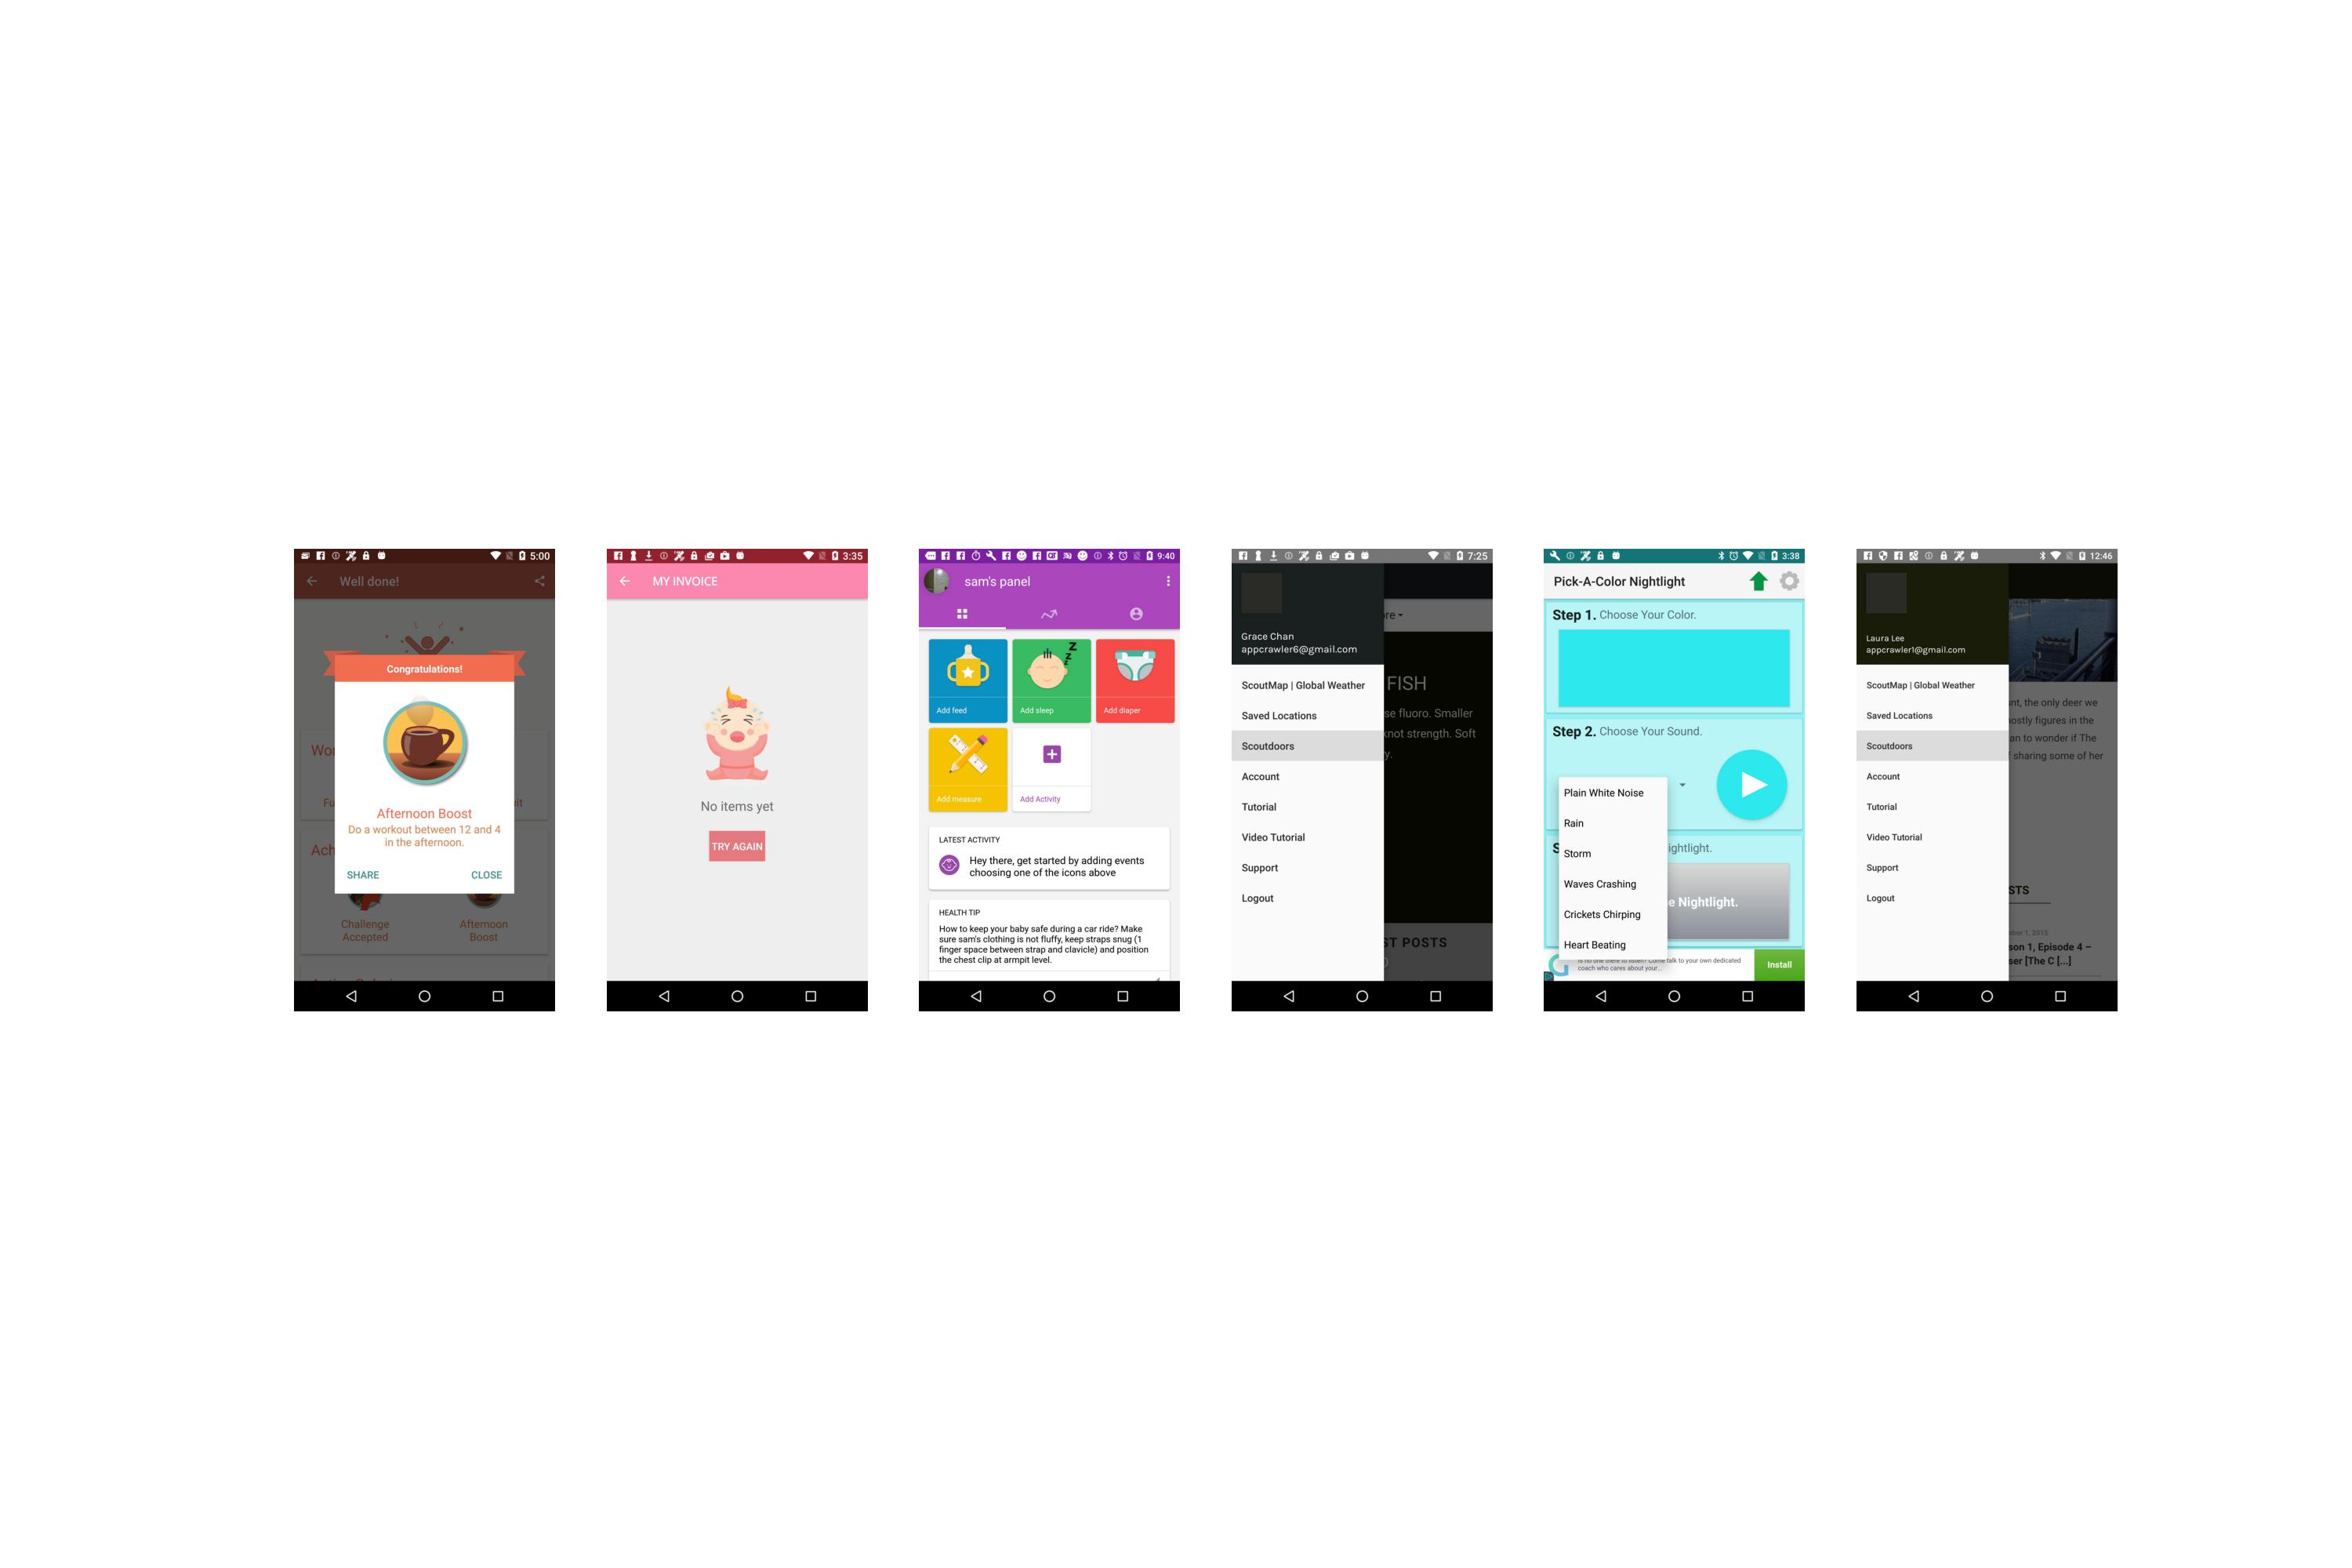 5:00
Well done!
Congratulations!
Wo
Fu
it
Ach
Afternoon Boost
Do a workout between 12 and 4
in the afternoon.
SHARE
CLOSE
Challenge
Accepted
Afternoon
Boost
3:35
MY INVOICE
No items yet
TRY AGAIN
9:40
sam's panel
Add feed
Add sleep
Add diaper
Add measure
Add Activity
LATEST ACTIVITY
Hey there, get started by adding events
choosing one of the icons above
HEALTH TIP
How to keep your baby safe during a car ride? Make
sure sam's clothing is not fluffy, keep straps snug (1
finger space between strap and clavicle) and position
the chest clip at armpit level.
7:25
re
Grace Chan
appcrawler6@gmail.com
ScoutMap | Global Weather
Saved Locations
Scoutdoors
Account
Tutorial
Video Tutorial
Support
Logout
FISH
se fluoro. Smaller
knot strength. Soft
y.
ST POSTS
3:38
Pick-A-Color Nightlight
Step 1. Choose Your Color.
Step 2. Choose Your Sound.
Plain White Noise
Rain
Storm
Waves Crashing
Crickets Chirping
Heart Beating
S
ightlight.
e Nightlight.
Is no one there to listen? Come talk to your own dedicated
coach who cares about your...
Install
12:46
Laura Lee
appcrawler1@gmail.com
ScoutMap | Global Weather
Saved Locations
Scoutdoors
Account
Tutorial
Video Tutorial
Support
Logout
nt, the only deer we
ostly figures in the
an to wonder if The
f sharing some of her
STS
ber 1, 2015
son 1, Episode 4 –
ser [The C [...]